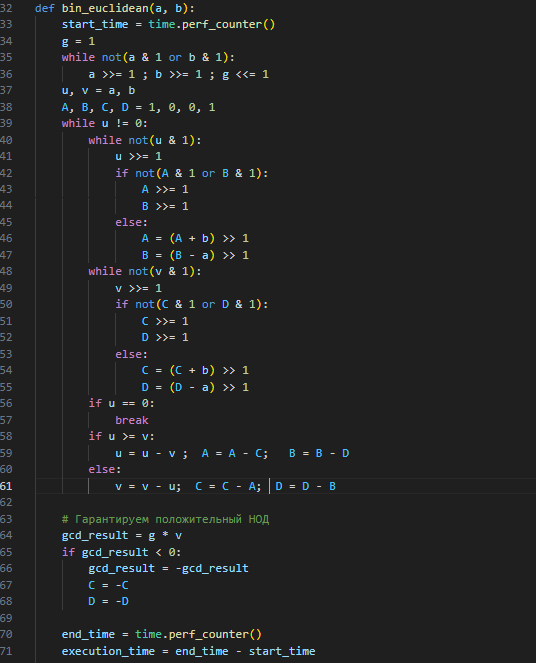 32 def bin_euclidean(a, b):
33     start_time = time.perf_counter()
34     g = 1
35     while not(a & 1 or b & 1):
36         a >>= 1 ; b >>= 1 ; g <<= 1
37     u, v = a, b
38     A, B, C, D = 1, 0, 0, 1
39     while u != 0:
40         while not(u & 1):
41             u >>= 1
42             if not(A & 1 or B & 1):
43                 A >>= 1
44                 B >>= 1
45             else:
46                 A = (A + b) >> 1
47                 B = (B - a) >> 1
48         while not(v & 1):
49             v >>= 1
50             if not(C & 1 or D & 1):
51                 C >>= 1
52                 D >>= 1
53             else:
54                 C = (C + b) >> 1
55                 D = (D - a) >> 1
56         if u == 0:
57             break
58         if u >= v:
59             u = u - v ;  A = A - C;   B = B - D
60         else:
61             v = v - u;  C = C - A;  D = D - B
62
63     # Гарантируем положительный НОД
64     gcd_result = g * v
65     if gcd_result < 0:
66         gcd_result = -gcd_result
67         C = -C
68         D = -D
69
70     end_time = time.perf_counter()
71     execution_time = end_time - start_time